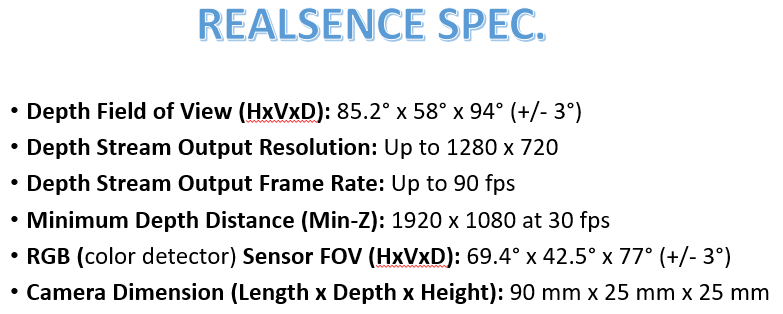 REALSENCE SPEC.
• Depth Field of View (HxVxD): 85.2° x 58° x 94° (+/- 3°)
• Depth Stream Output Resolution: Up to 1280 x 720
• Depth Stream Output Frame Rate: Up to 90 fps
• Minimum Depth Distance (Min-Z): 1920 x 1080 at 30 fps
• RGB (color detector) Sensor FOV (HxVxD): 69.4° x 42.5° x 77° (+/- 3°)
• Camera Dimension (Length x Depth x Height): 90 mm x 25 mm x 25 mm